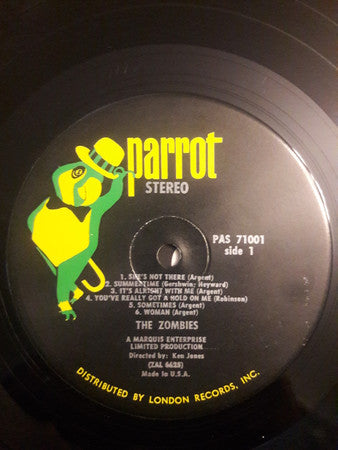 parrot
STEREO
PAS 71001
side 1
1. SHE'S NOT THERE (Argent)
2. SUMMERTIME (Gershwin; Heyward)
3. IT'S ALRIGHT WITH ME (Argent)
4. YOU'VE REALLY GOT A HOLD ON ME (Robinson)
5. SOMETIMES (Argent)
6. WOMAN (Argent)
THE ZOMBIES
A MARQUIS ENTERPRISE
LIMITED PRODUCTION
Directed by: Ken Jones
(ZAL 6628)
Made in U.S.A.
DISTRIBUTED BY LONDON RECORDS, INC.